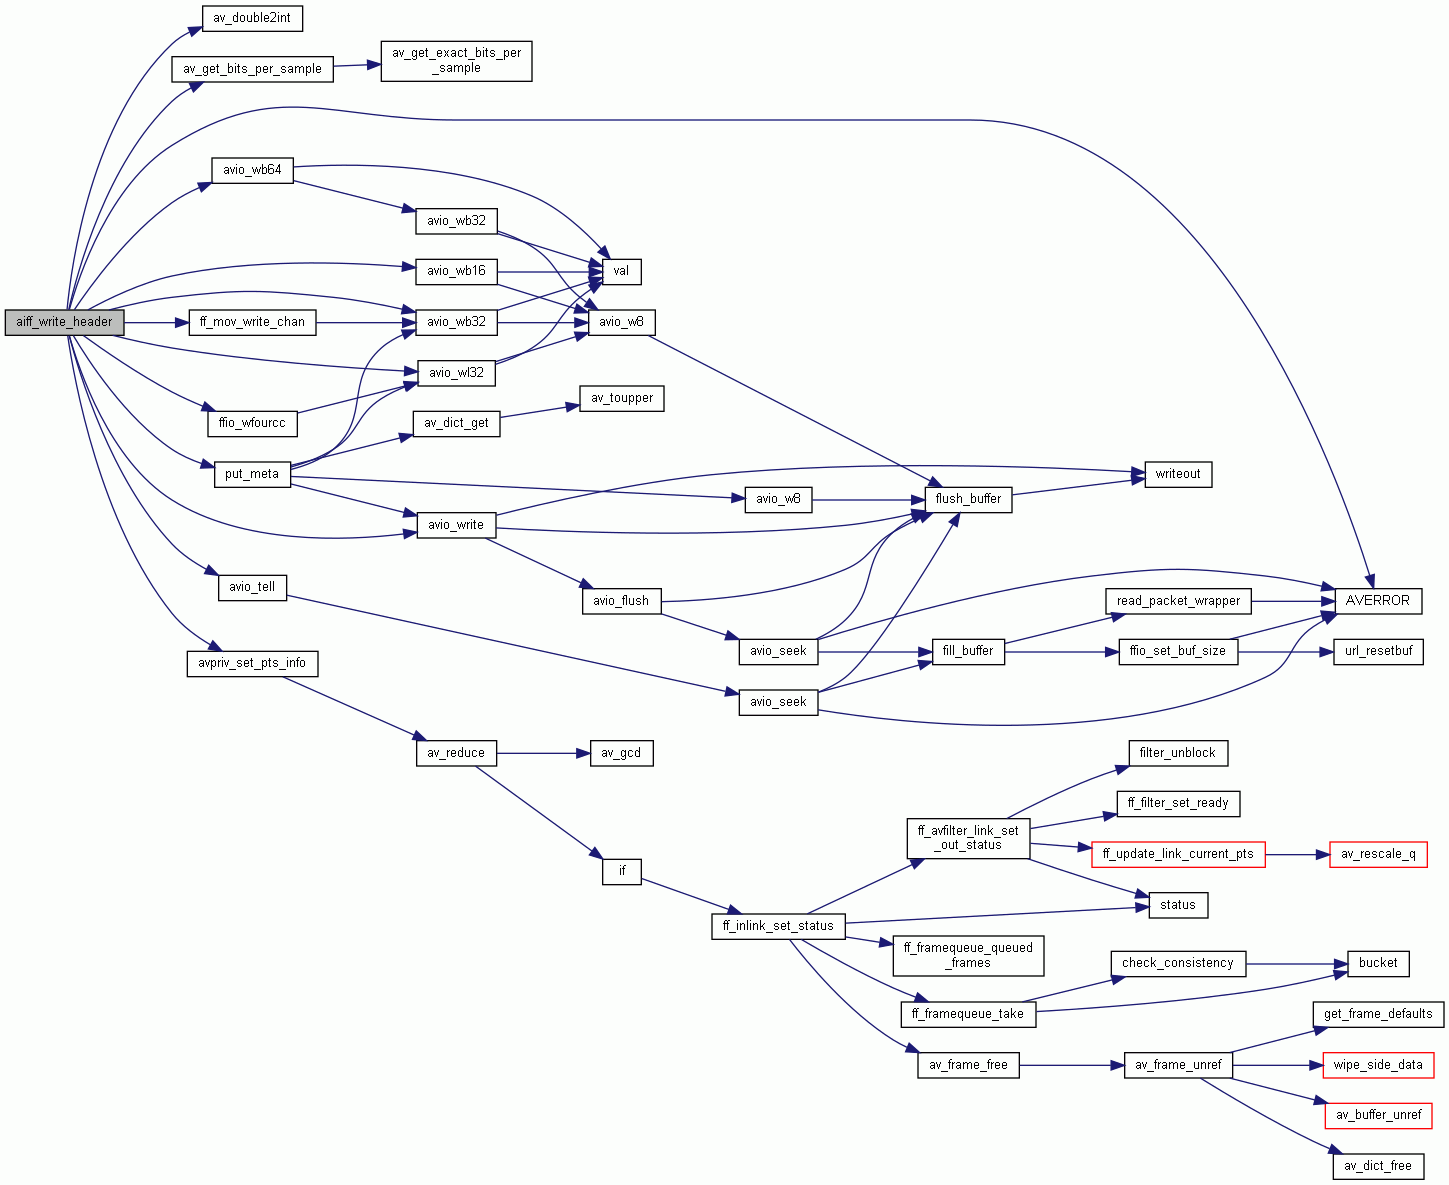 av_double2int
av_get_bits_per_sample
av_get_exact_bits_per
_sample
avio_wb64
avio_wb32
avio_wb16
val
aiff_write_header
ff_mov_write_chan
avio_wb32
avio_w8
avio_wl32
av_toupper
ffio_wfourcc
av_dict_get
put_meta
writeout
avio_w8
flush_buffer
avio_write
avio_tell
avio_flush
read_packet_wrapper
AVERROR
avpriv_set_pts_info
avio_seek
fill_buffer
ffio_set_buf_size
url_resetbuf
avio_seek
av_reduce
av_gcd
filter_unblock
ff_filter_set_ready
ff_avfilter_link_set
_out_status
ff_update_link_current_pts
av_rescale_q
if
status
ff_inlink_set_status
ff_framequeue_queued
_frames
check_consistency
bucket
ff_framequeue_take
get_frame_defaults
av_frame_free
av_frame_unref
wipe_side_data
av_buffer_unref
av_dict_free